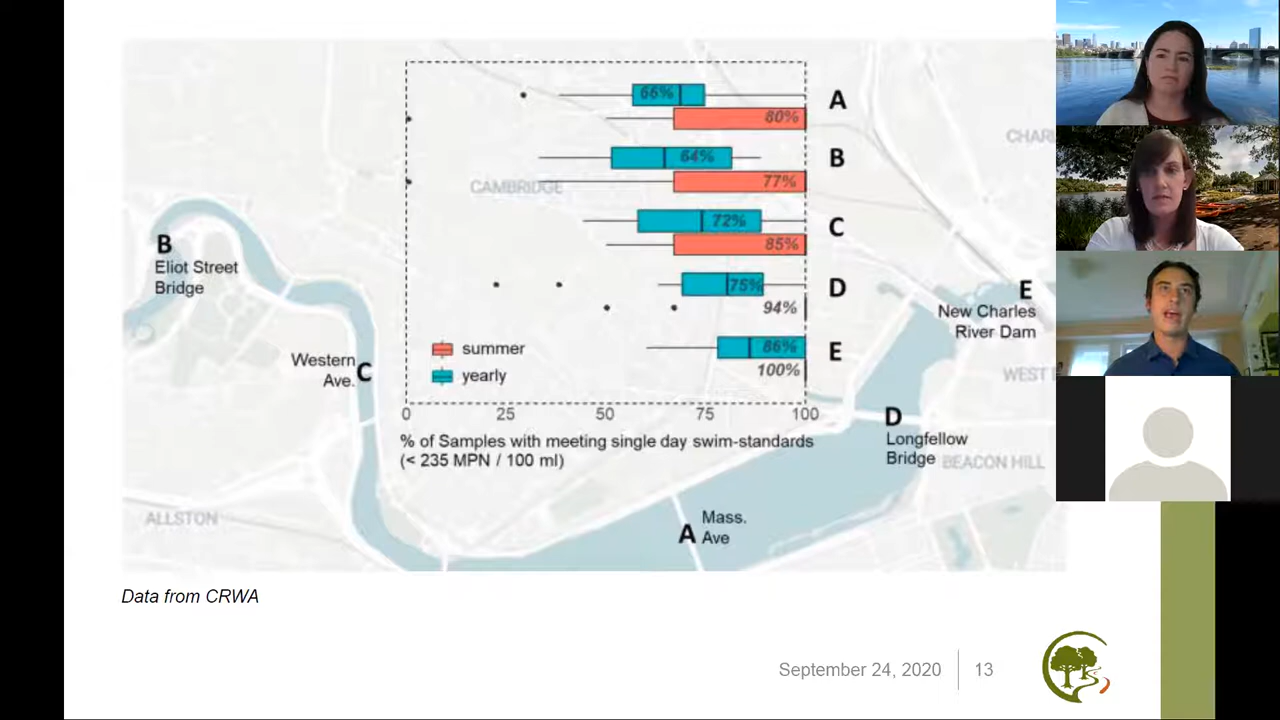 66%
A
80%
64%
B
77%
CAMBRIDGE
72%
C
85%
75%
D
94%
86%
E
100%
summer
yearly
0 25 50 75 100
% of Samples with meeting single day swim-standards
(< 235 MPN / 100 ml)
B
Eliot Street
Bridge
Western
Ave.
C
CHAR
E
New Charles
River Dam
WEST E
D
Longfellow
Bridge
BEACON HILL
ALLSTON
A
Mass.
Ave
Data from CRWA
September 24, 2020
13